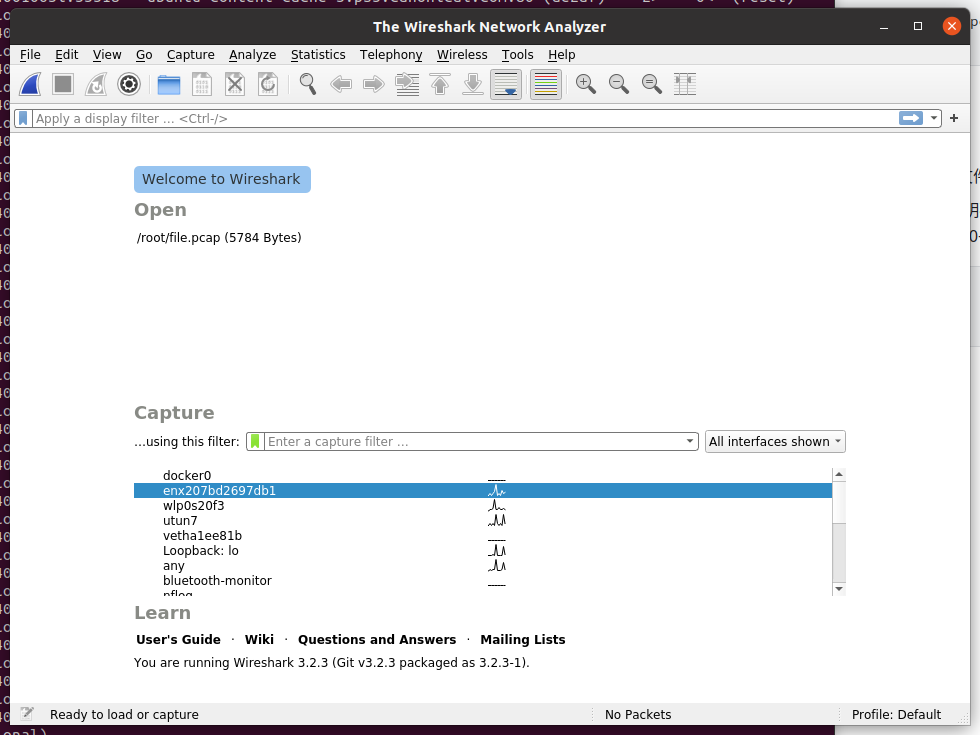 The Wireshark Network Analyzer
File Edit View Go Capture Analyze Statistics Telephony Wireless Tools Help
Apply a display filter ... <Ctrl-/>
Welcome to Wireshark
Open
/root/file.pcap (5784 Bytes)
Capture
...using this filter: Enter a capture filter ... All interfaces shown
docker0
enx207bd2697db1
wlp0s20f3
utun7
vetha1ee81b
Loopback: lo
any
bluetooth-monitor
nflog
Learn
User's Guide · Wiki · Questions and Answers · Mailing Lists
You are running Wireshark 3.2.3 (Git v3.2.3 packaged as 3.2.3-1).
Ready to load or capture No Packets Profile: Default